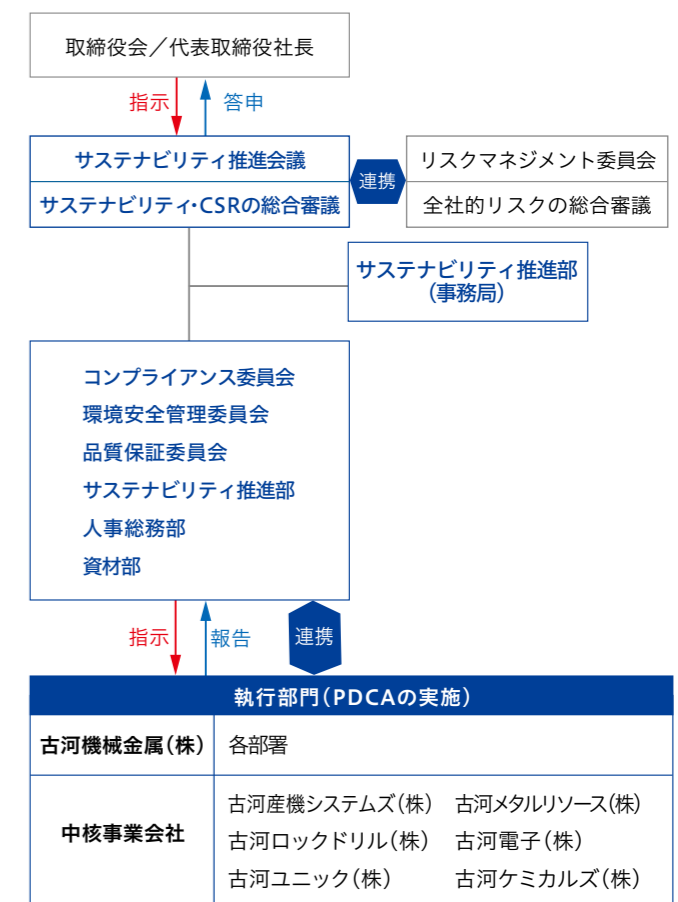 取締役会／代表取締役社長
指示
答申
サステナビリティ推進会議
サステナビリティ・CSRの総合審議
連携
リスクマネジメント委員会
全社的リスクの総合審議
サステナビリティ推進部
（事務局）
コンプライアンス委員会
環境安全管理委員会
品質保証委員会
サステナビリティ推進部
人事総務部
資材部
指示
報告
連携
執行部門（PDCAの実施）
古河機械金属（株）
各部署
中核事業会社
古河産機システムズ（株）
古河メタルリソース（株）
古河ロックドリル（株）
古河電子（株）
古河ユニック（株）
古河ケミカルズ（株）